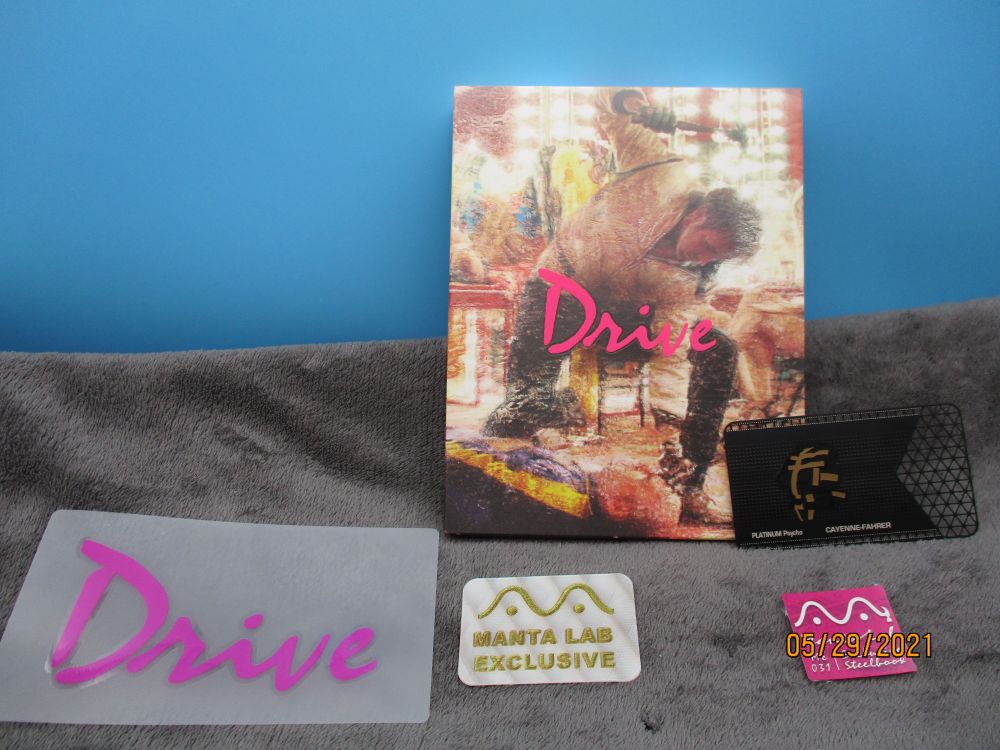 Drive
PLATINUM Psycho
CAYENNE-FAHRER
Drive
MANTA LAB
EXCLUSIVE
05/29/2021
031 | Steelbook